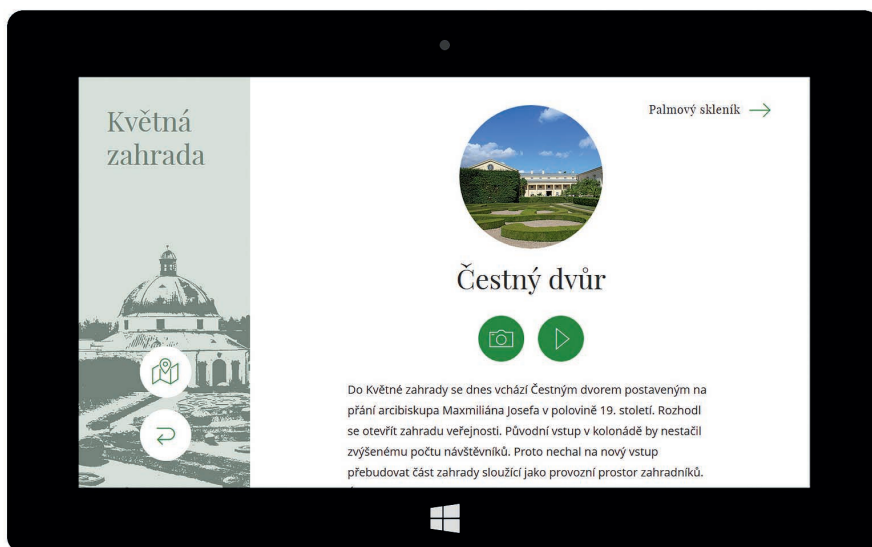 Květná
zahrada
Palmový skleník
Čestný dvůr
Do Květné zahrady se dnes vchází Čestným dvorem postaveným na
přání arcibiskupa Maxmiliána Josefa v polovině 19. století. Rozhodl
se otevřít zahradu veřejnosti. Původní vstup v kolonádě by nestačil
zvýšenému počtu návštěvníků. Proto nechal na nový vstup
přebudovat část zahrady sloužící jako provozní prostor zahradníků.